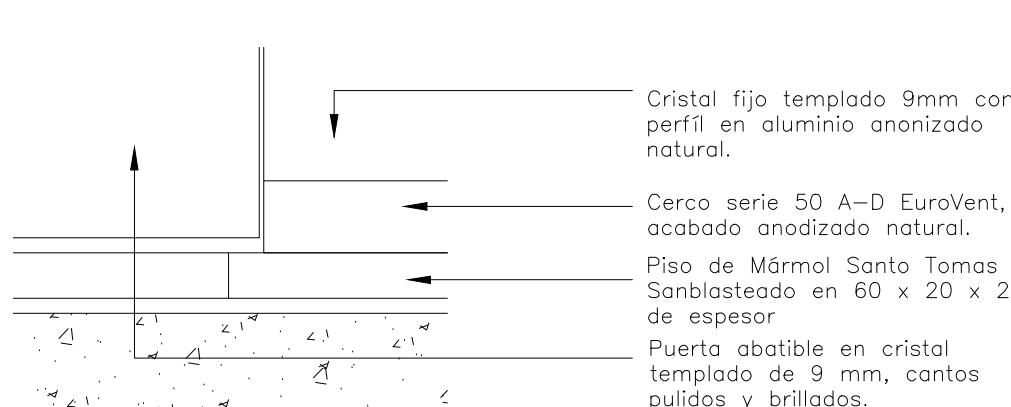 Cristal fijo templado 9mm con
perfíl en aluminio anonizado
natural.
Cerco serie 50 A-D EuroVent,
acabado anodizado natural.
Piso de Mármol Santo Tomas
Sanblasteado en 60 x 20 x 2
de espesor
Puerta abatible en cristal
templado de 9 mm, cantos
pulidos y brillados.